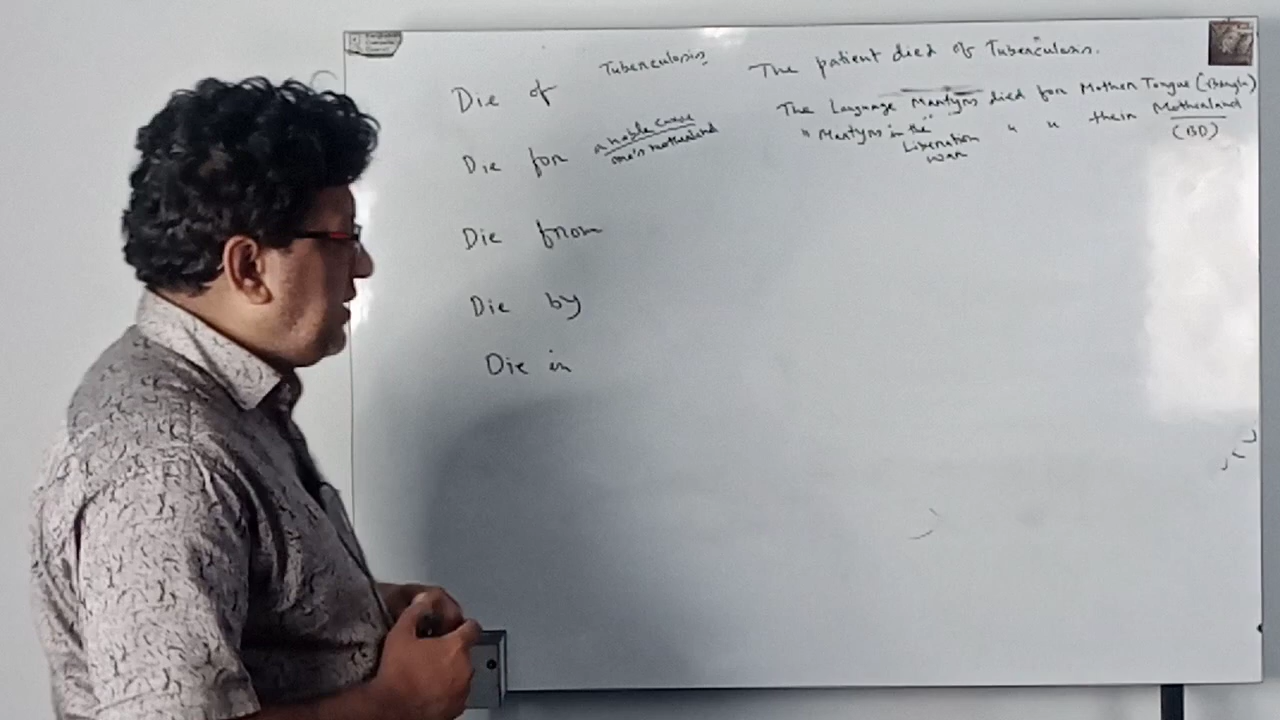 Die of Tuberculosis. The patient died of Tuberculosis.
Die for a noble cause
one's motherland
The Language Martyrs died for Mother Tongue (Bangla)
" Martyrs in the " " " their Motherland
Liberation
war
(BD)
Die from
Die by
Die in